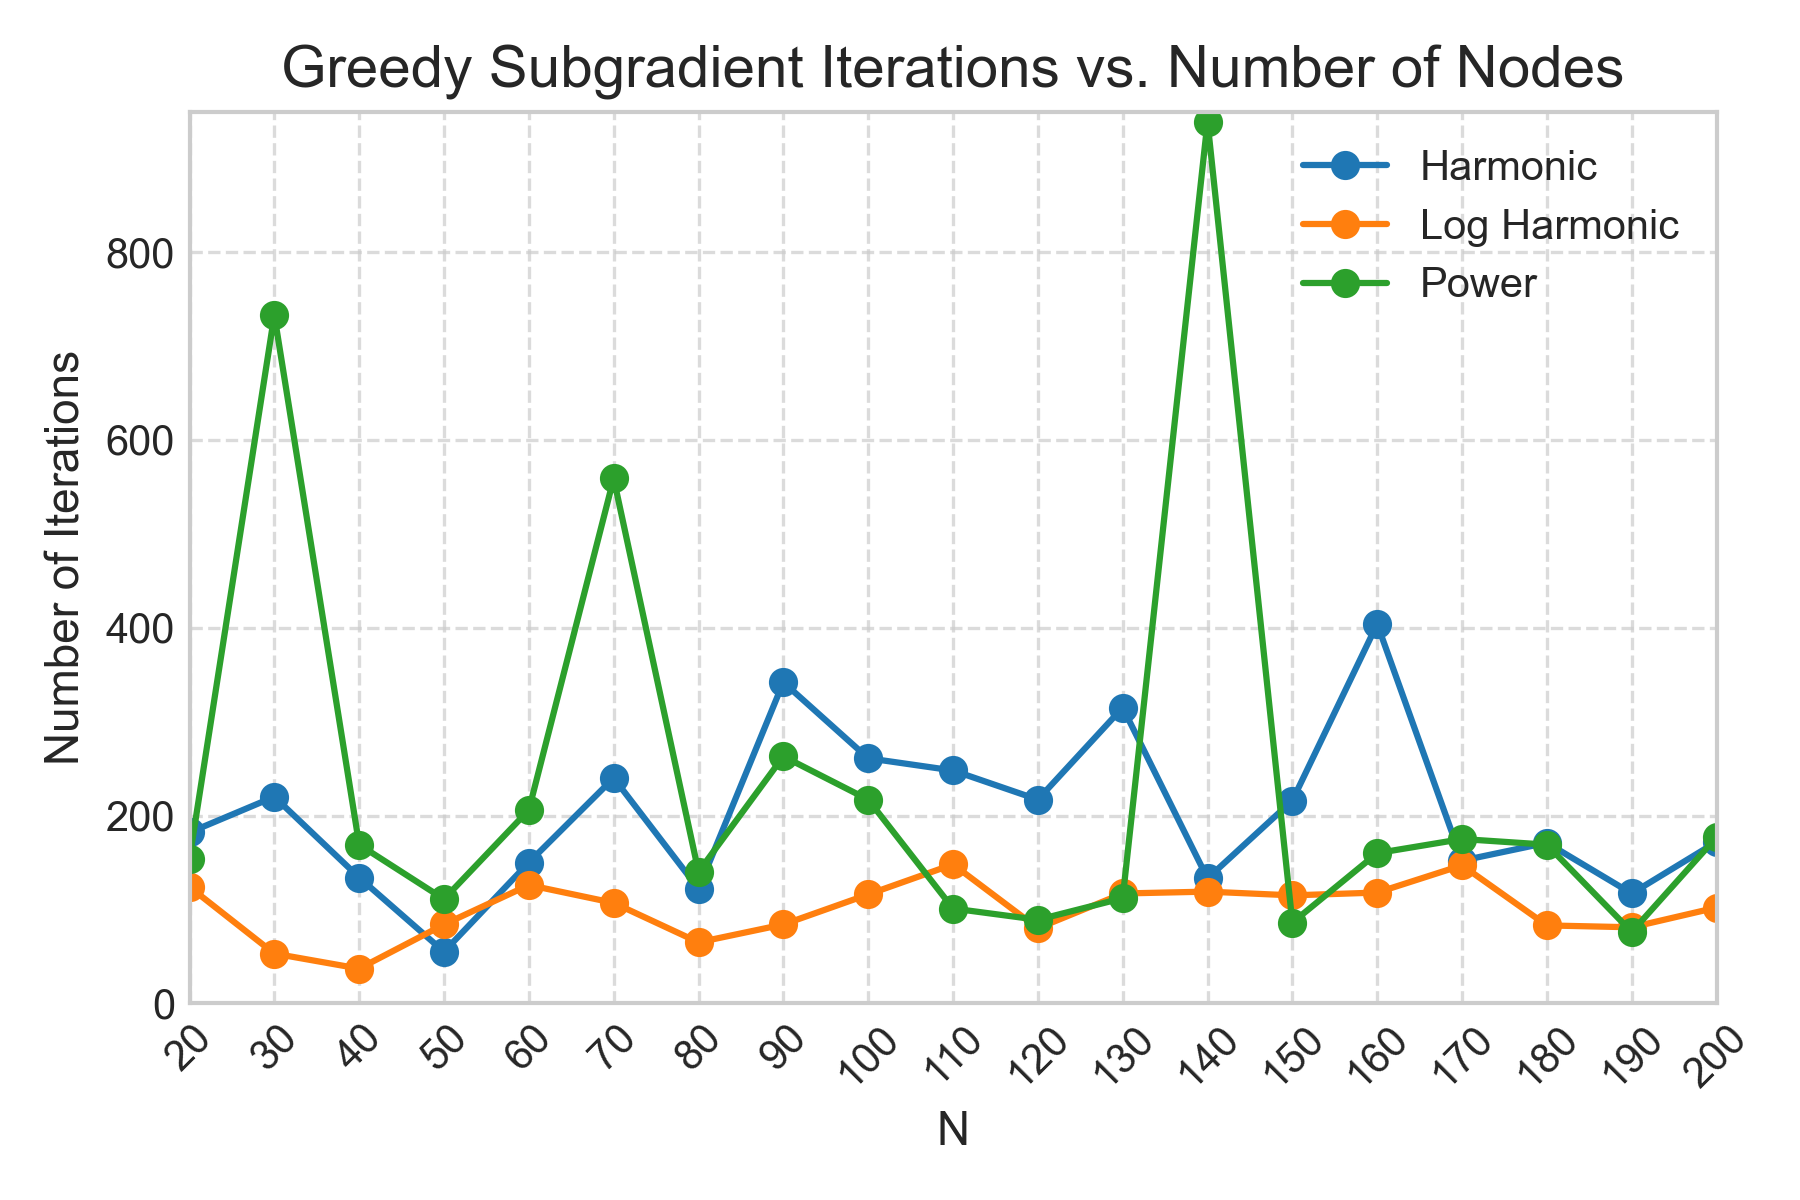 Greedy Subgradient Iterations vs. Number of Nodes
Harmonic
Log Harmonic
Power
Number of Iterations
800
600
400
200
0
20 30 40 50 60 70 80 90 100 110 120 130 140 150 160 170 180 190 200
N